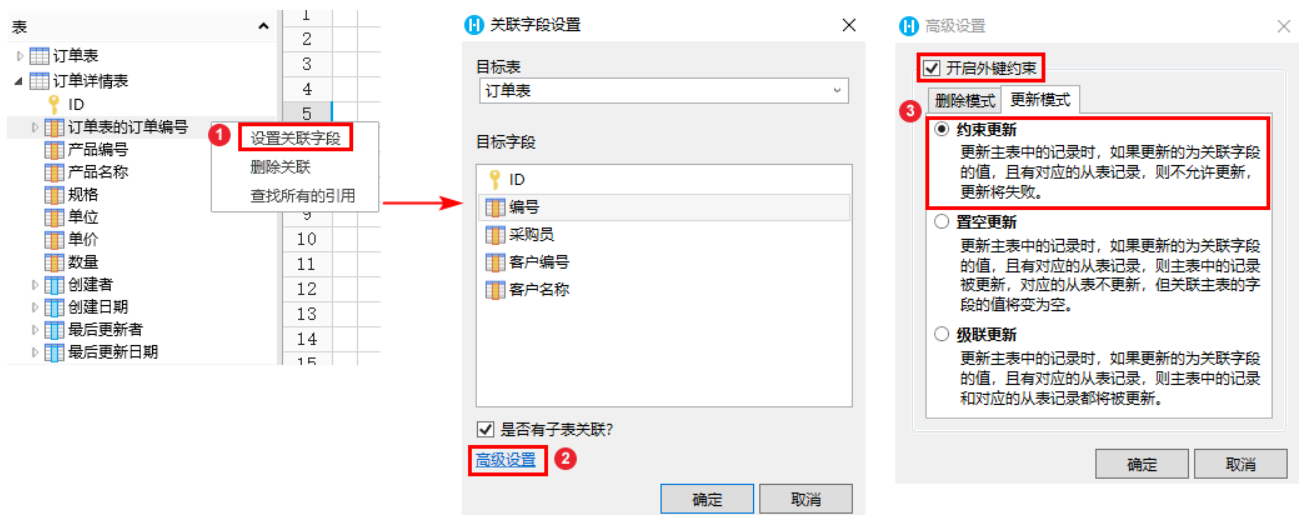 表
订单表
订单详情表
ID
订单表的订单编号
产品编号
产品名称
规格
单位
单价
数量
创建者
创建日期
最后更新者
最后更新日期
1
2
3
4
5
9
10
11
12
13
14
15
1
设置关联字段
删除关联
查找所有的引用
关联字段设置
目标表
订单表
目标字段
ID
编号
采购员
客户编号
客户名称
是否有子表关联?
高级设置
2
确定
取消
高级设置
开启外键约束
3
删除模式
更新模式
约束更新
更新主表中的记录时，如果更新的为关联字段
的值，且有对应的从表记录，则不允许更新，
更新将失败。
置空更新
更新主表中的记录时，如果更新的为关联字段
的值，且有对应的从表记录，则主表中的记录
被更新，对应的从表不更新，但关联主表的字
段的值将变为空。
级联更新
更新主表中的记录时，如果更新的为关联字段
的值，且有对应的从表记录，则主表中的记录
和对应的从表记录都将被更新。
确定
取消